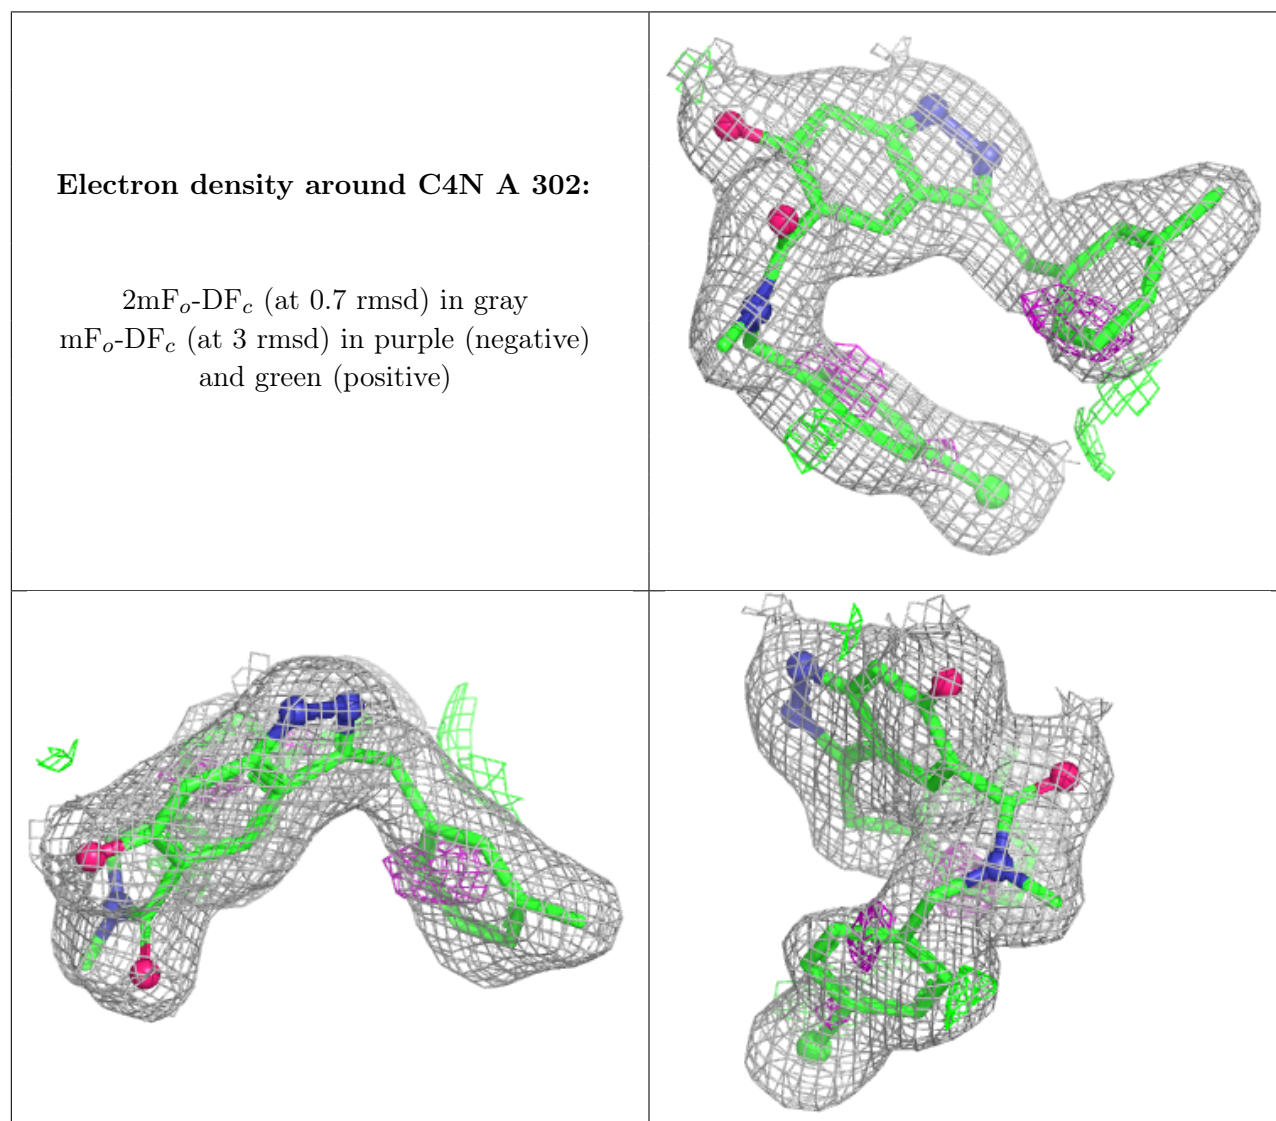 Electron density around C4N A 302:
2mFo-DFc (at 0.7 rmsd) in gray
mFo-DFc (at 3 rmsd) in purple (negative)
and green (positive)